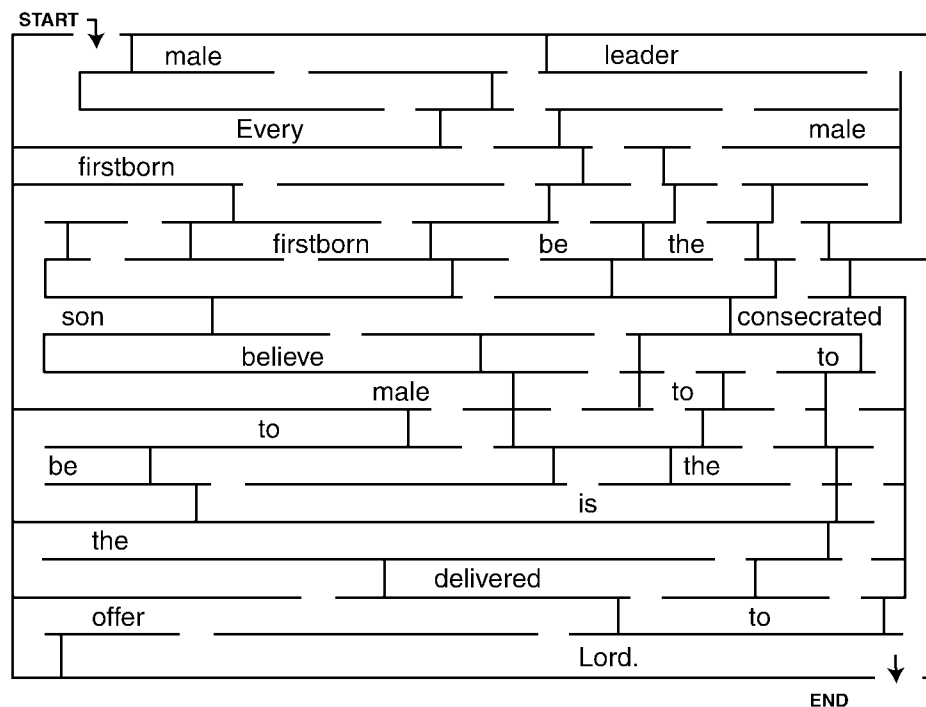 START
male leader
Every male
firstborn
firstborn be the
son consecrated
believe to
male to
to
be the
is
the
delivered
offer to
Lord.
END